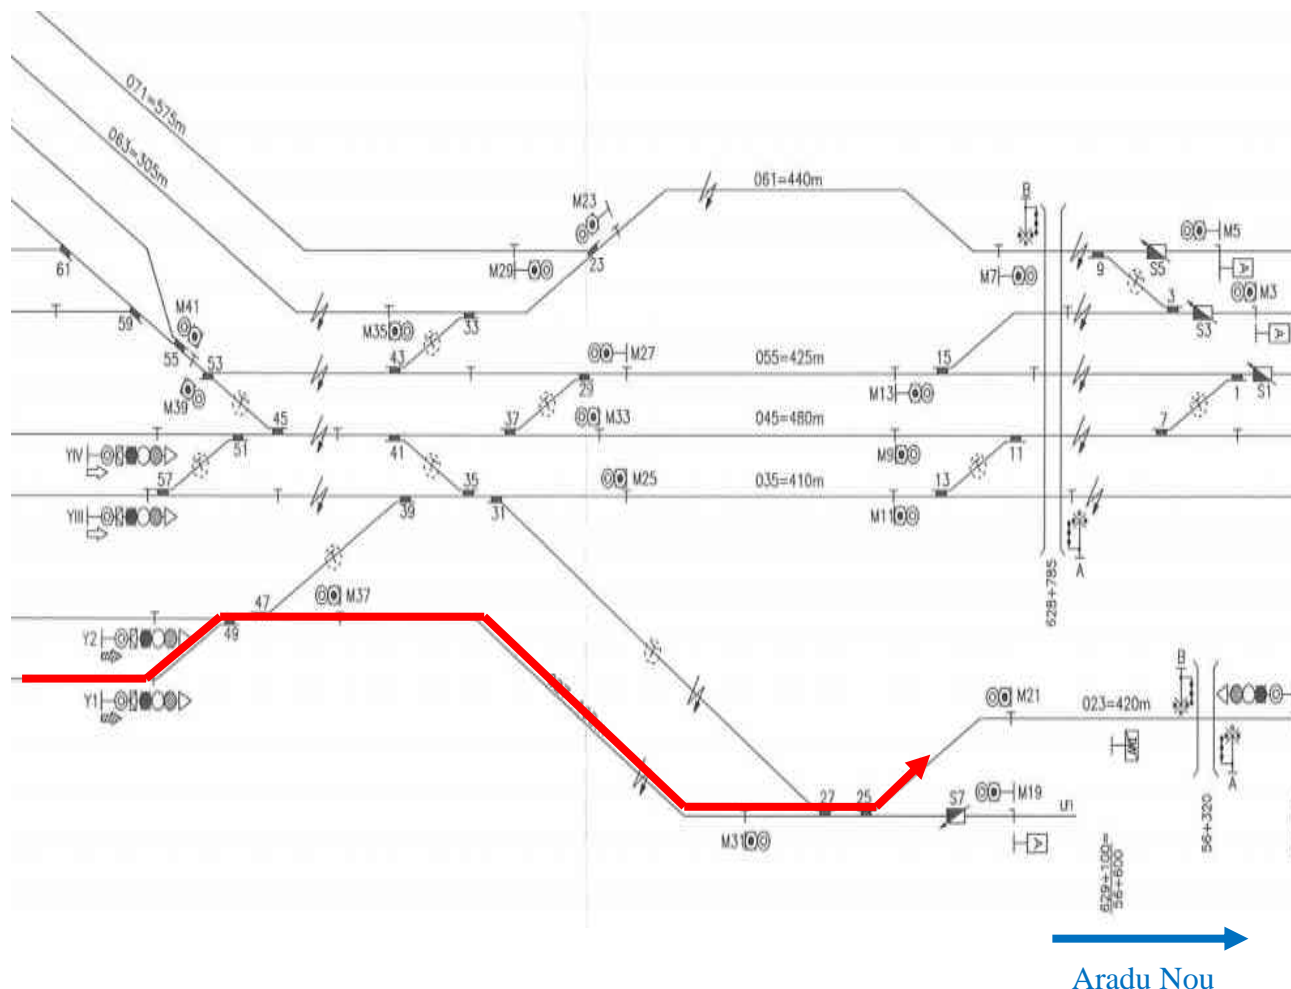 071=575m
063=305m
061=440m
M23
B
M5
M29
23
M7
9
S5
A
61
M41
M3
59
M35
33
3
S3
A
55
53
43
M27
055=425m
15
M39
29
M13
1
S1
45
37
M33
045=480m
7
YIV
51
41
M9
11
57
35
M25
035=410m
13
YIII
39
31
M11
A
628+785
47
M37
Y2
49
B
Y1
M21
023=420m
A
27
25
S7
M19
M31
A
56+320
629+100=
56+600
Aradu Nou